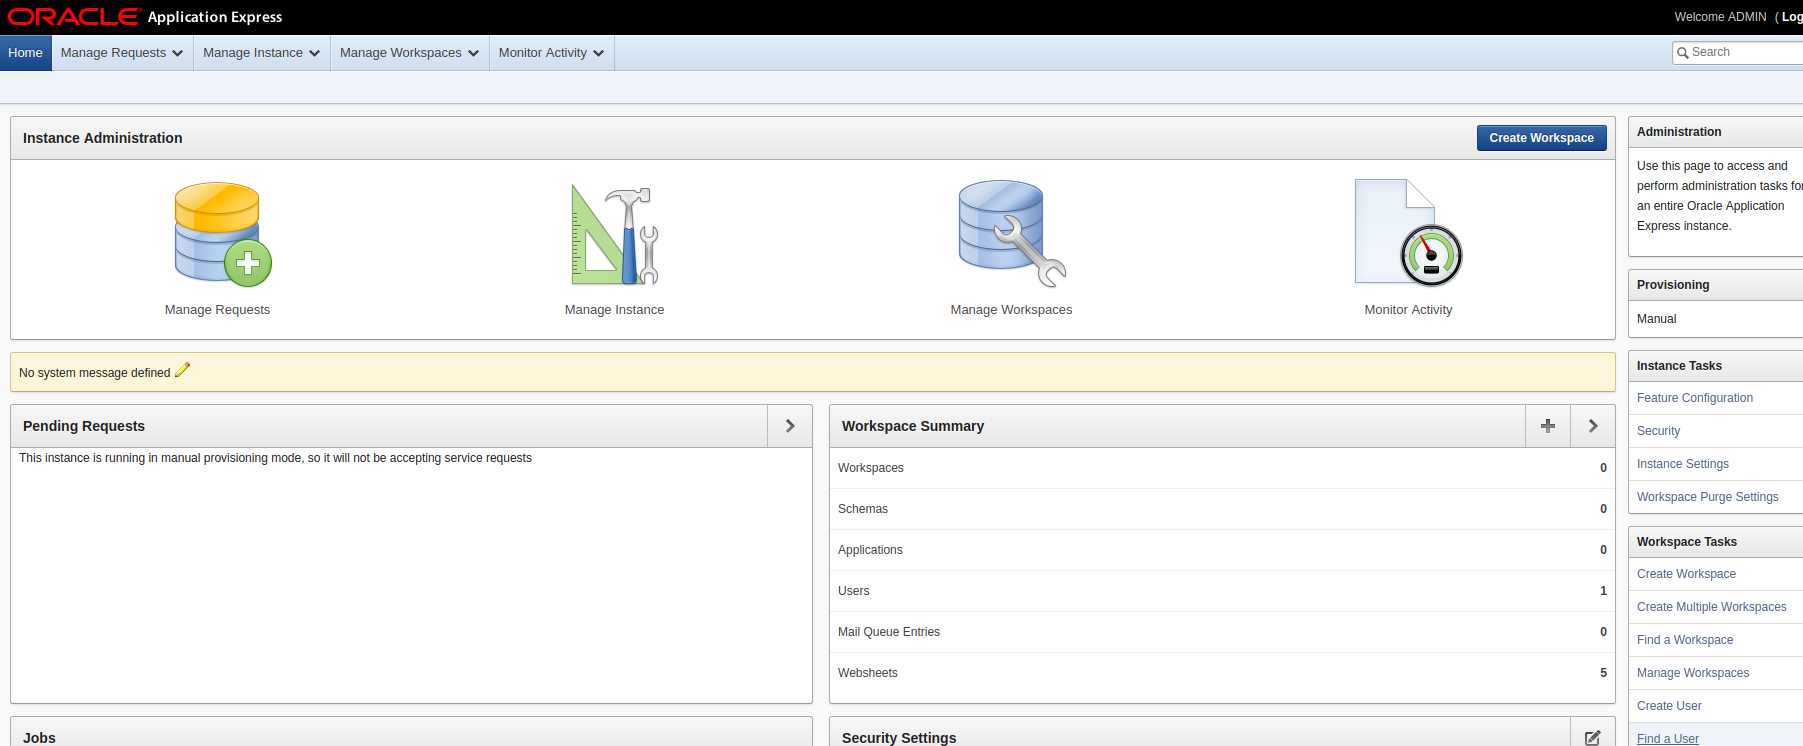 ORACLE Application Express
Welcome ADMIN ( Log
Home
Manage Requests
Manage Instance
Manage Workspaces
Monitor Activity
Search
Instance Administration
Create Workspace
Manage Requests
Manage Instance
Manage Workspaces
Monitor Activity
No system message defined
Pending Requests
This instance is running in manual provisioning mode, so it will not be accepting service requests
Workspace Summary
Workspaces 0
Schemas 0
Applications 0
Users 1
Mail Queue Entries 0
Websheets 5
Jobs
Security Settings
Administration
Use this page to access and
perform administration tasks for
an entire Oracle Application
Express instance.
Provisioning
Manual
Instance Tasks
Feature Configuration
Security
Instance Settings
Workspace Purge Settings
Workspace Tasks
Create Workspace
Create Multiple Workspaces
Find a Workspace
Manage Workspaces
Create User
Find a User